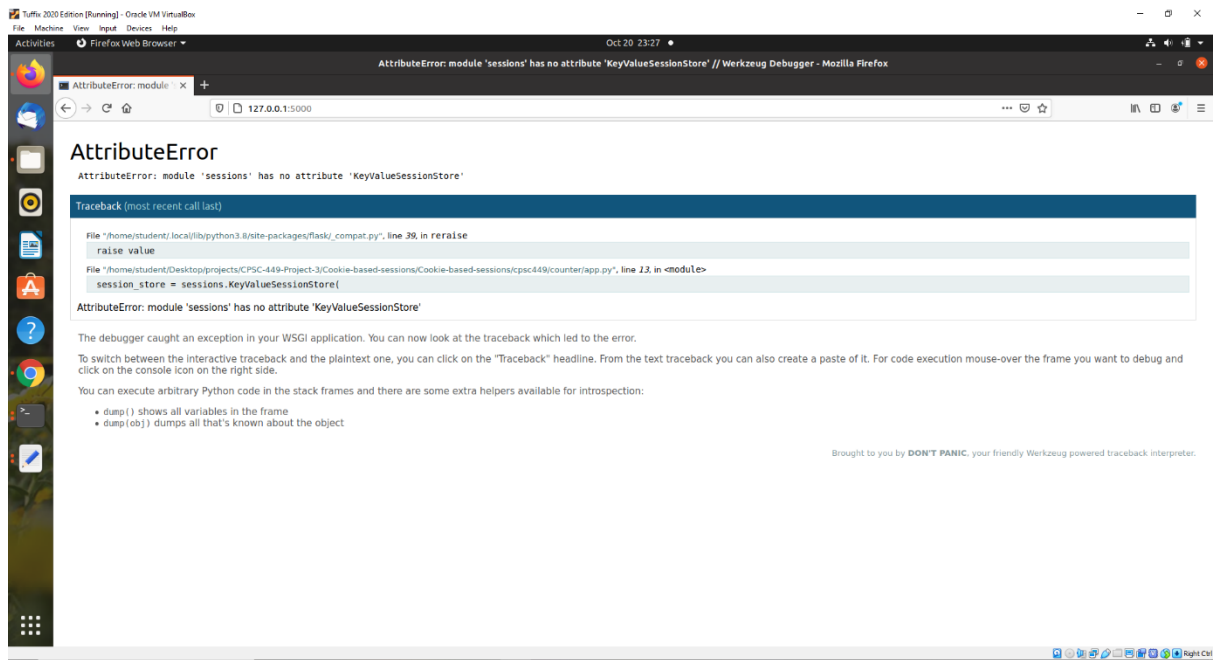 Tuffix 2020 Edition [Running] - Oracle VM VirtualBox
File Machine View Input Devices Help
Activities Firefox Web Browser Oct 20 23:27
AttributeError: module 'sessions' has no attribute 'KeyValueSessionStore' // Werkzeug Debugger - Mozilla Firefox
AttributeError: module 's
127.0.0.1:5000
AttributeError
AttributeError: module 'sessions' has no attribute 'KeyValueSessionStore'
Traceback (most recent call last)
File "/home/student/.local/lib/python3.8/site-packages/flask/_compat.py", line 39, in reraise
raise value
File "/home/student/Desktop/projects/CPSC-449-Project-3/Cookie-based-sessions/Cookie-based-sessions/cpsc449/counter/app.py", line 13, in <module>
session_store = sessions.KeyValueSessionStore(
AttributeError: module 'sessions' has no attribute 'KeyValueSessionStore'
The debugger caught an exception in your WSGI application. You can now look at the traceback which led to the error.
To switch between the interactive traceback and the plaintext one, you can click on the "Traceback" headline. From the text traceback you can also create a paste of it. For code execution mouse-over the frame you want to debug and
click on the console icon on the right side.
You can execute arbitrary Python code in the stack frames and there are some extra helpers available for introspection:
• dump() shows all variables in the frame
• dump(obj) dumps all that's known about the object
Brought to you by DON'T PANIC, your friendly Werkzeug powered traceback interpreter.
Right Ctrl